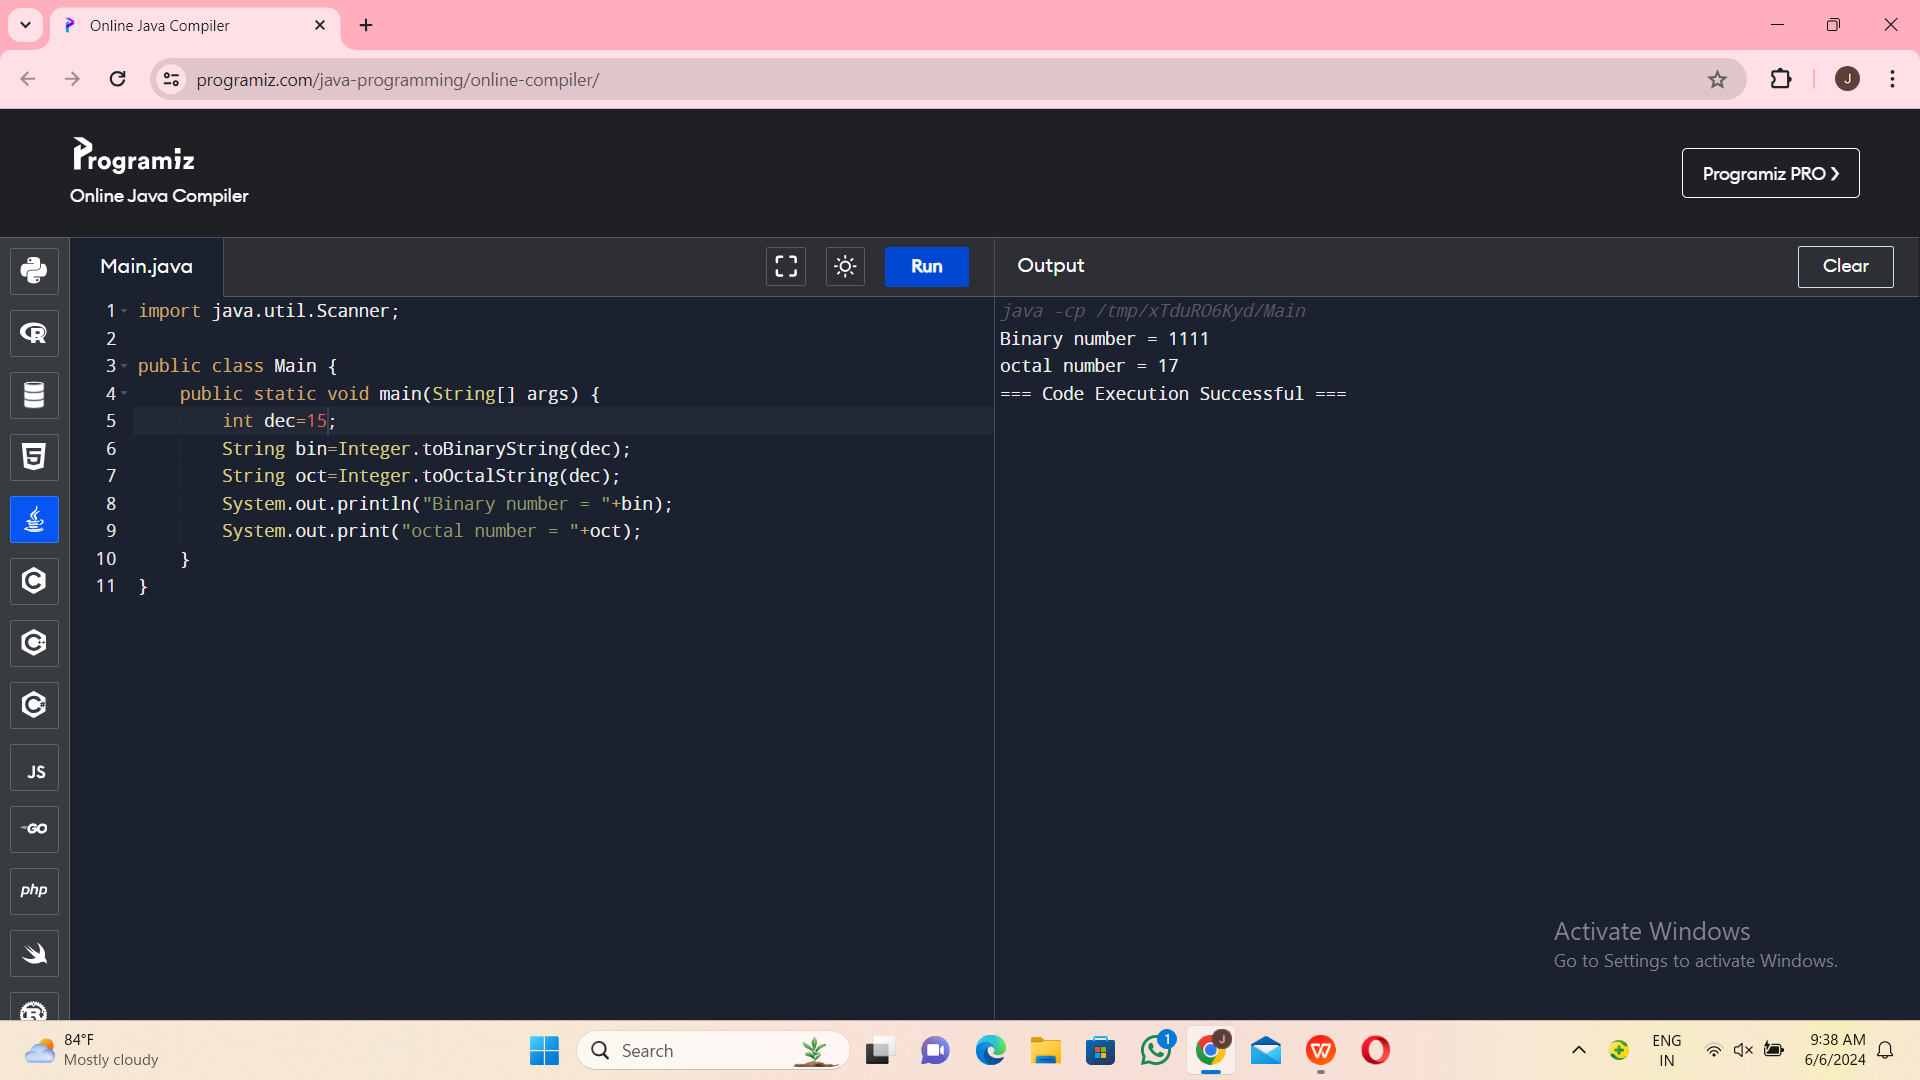 Online Java Compiler
programiz.com/java-programming/online-compiler/
J
Programiz
Online Java Compiler
Programiz PRO ❯
Main.java
Run
Output
Clear
1 import java.util.Scanner;
2
3 public class Main {
4     public static void main(String[] args) {
5         int dec=15;
6         String bin=Integer.toBinaryString(dec);
7         String oct=Integer.toOctalString(dec);
8         System.out.println("Binary number = "+bin);
9         System.out.print("octal number = "+oct);
10     }
11 }
java -cp /tmp/xTduRO6Kyd/Main
Binary number = 1111
octal number = 17
=== Code Execution Successful ===
R
5
C
C
C
JS
GO
php
R
Activate Windows
Go to Settings to activate Windows.
84°F
Mostly cloudy
Search
1
J
W
ENG
IN
9:38 AM
6/6/2024